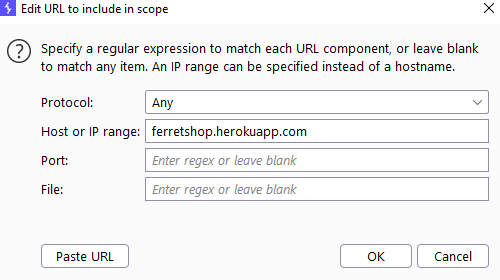 Edit URL to include in scope
Specify a regular expression to match each URL component, or leave blank
to match any item. An IP range can be specified instead of a hostname.
Protocol: Any
Host or IP range: ferretshop.herokuapp.com
Port: Enter regex or leave blank
File: Enter regex or leave blank
Paste URL OK Cancel